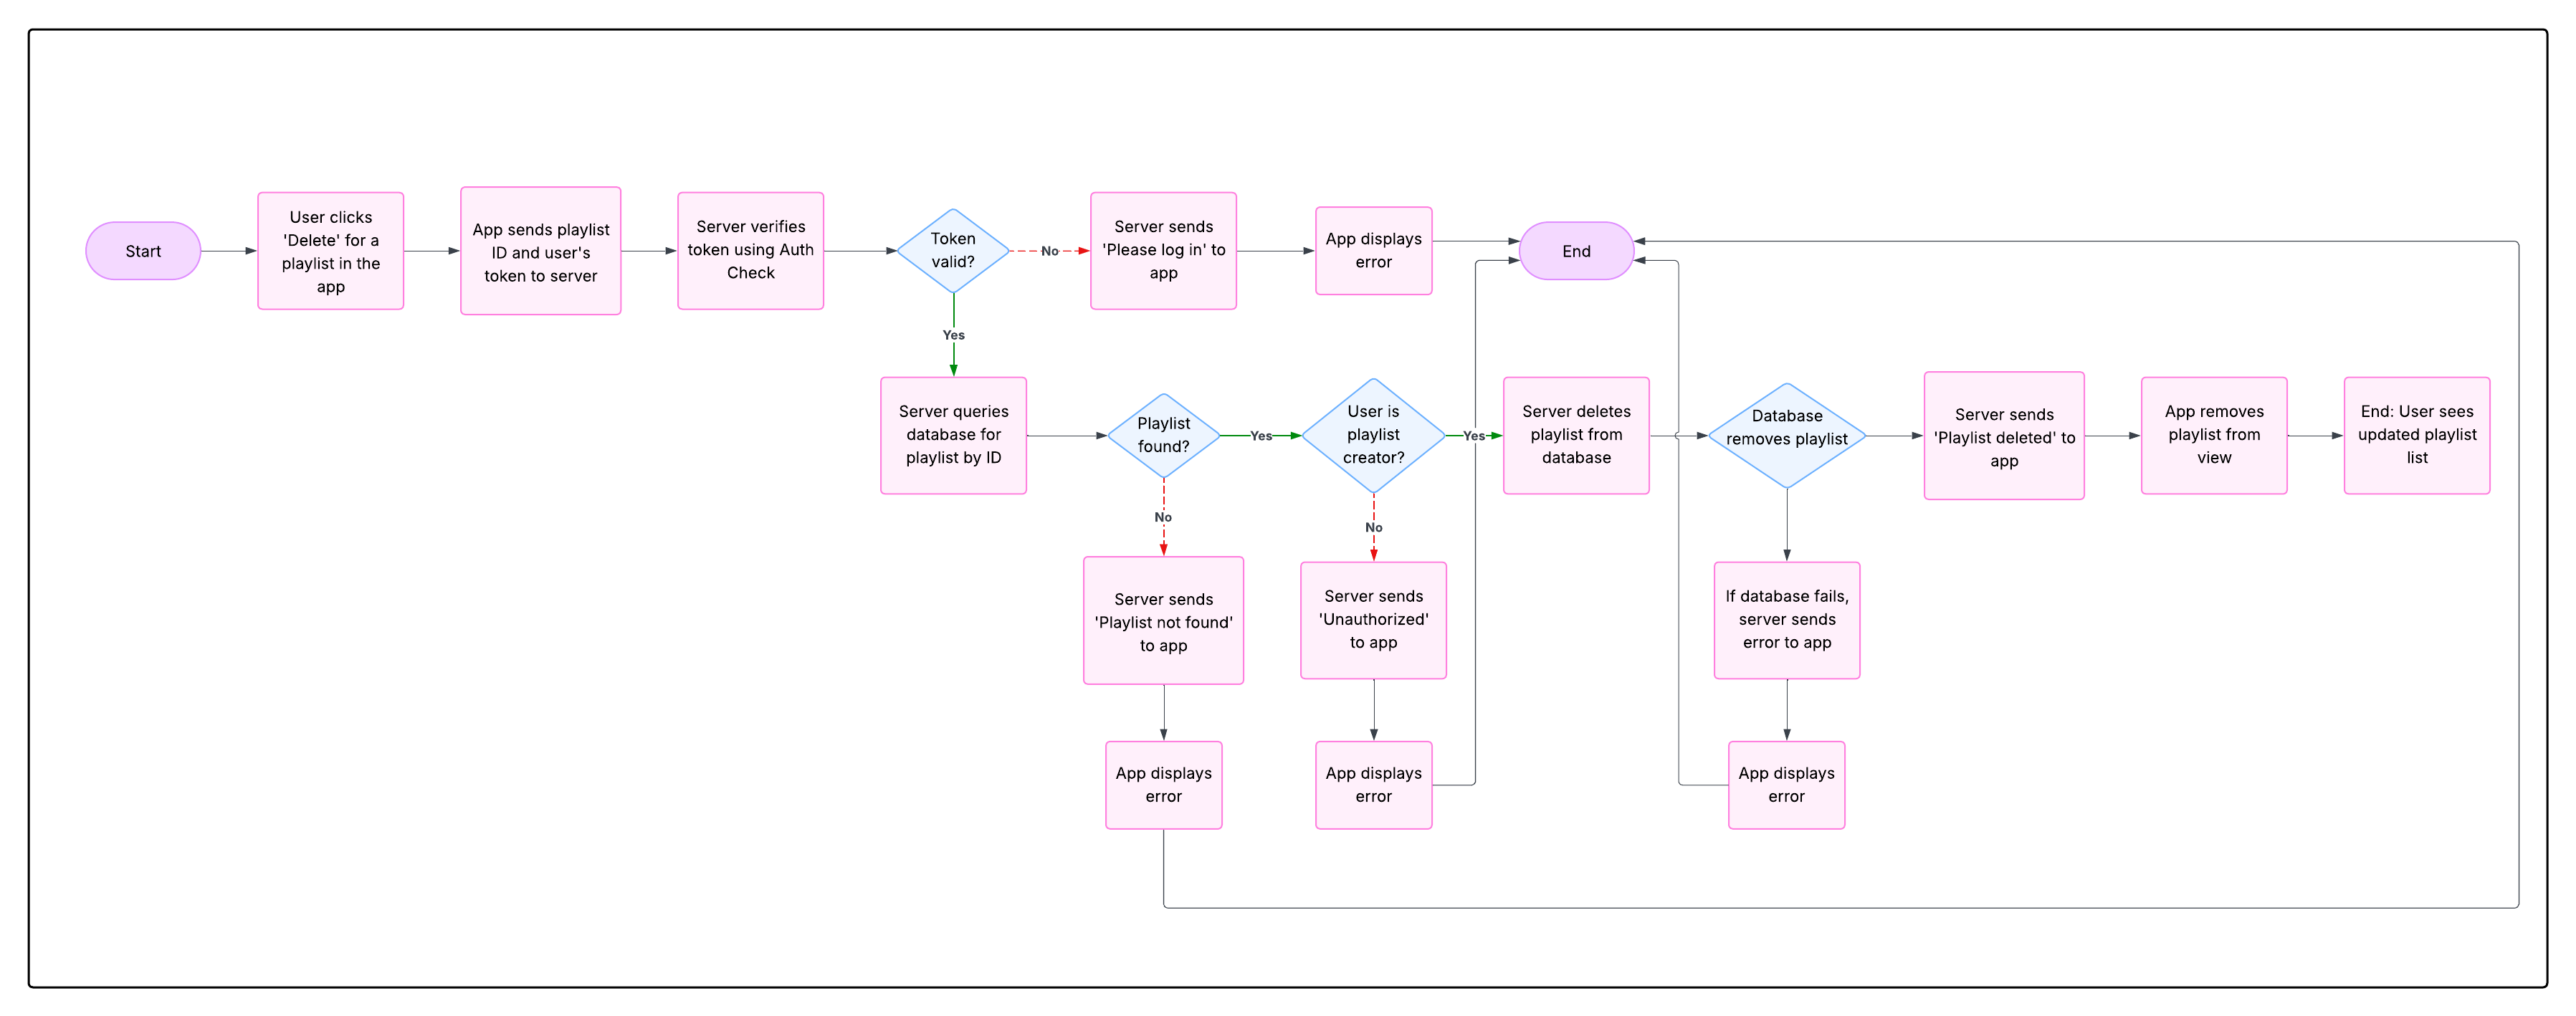 Start
User clicks
'Delete' for a
playlist in the
app
App sends playlist
ID and user's
token to server
Server verifies
token using Auth
Check
Token
valid?
No
Server sends
'Please log in' to
app
App displays
error
End
Yes
Server queries
database for
playlist by ID
Playlist
found?
Yes
User is
playlist
creator?
Yes
Server deletes
playlist from
database
Database
removes playlist
Server sends
'Playlist deleted' to
app
App removes
playlist from
view
End: User sees
updated playlist
list
No
No
Server sends
'Playlist not found'
to app
Server sends
'Unauthorized'
to app
If database fails,
server sends
error to app
App displays
error
App displays
error
App displays
error